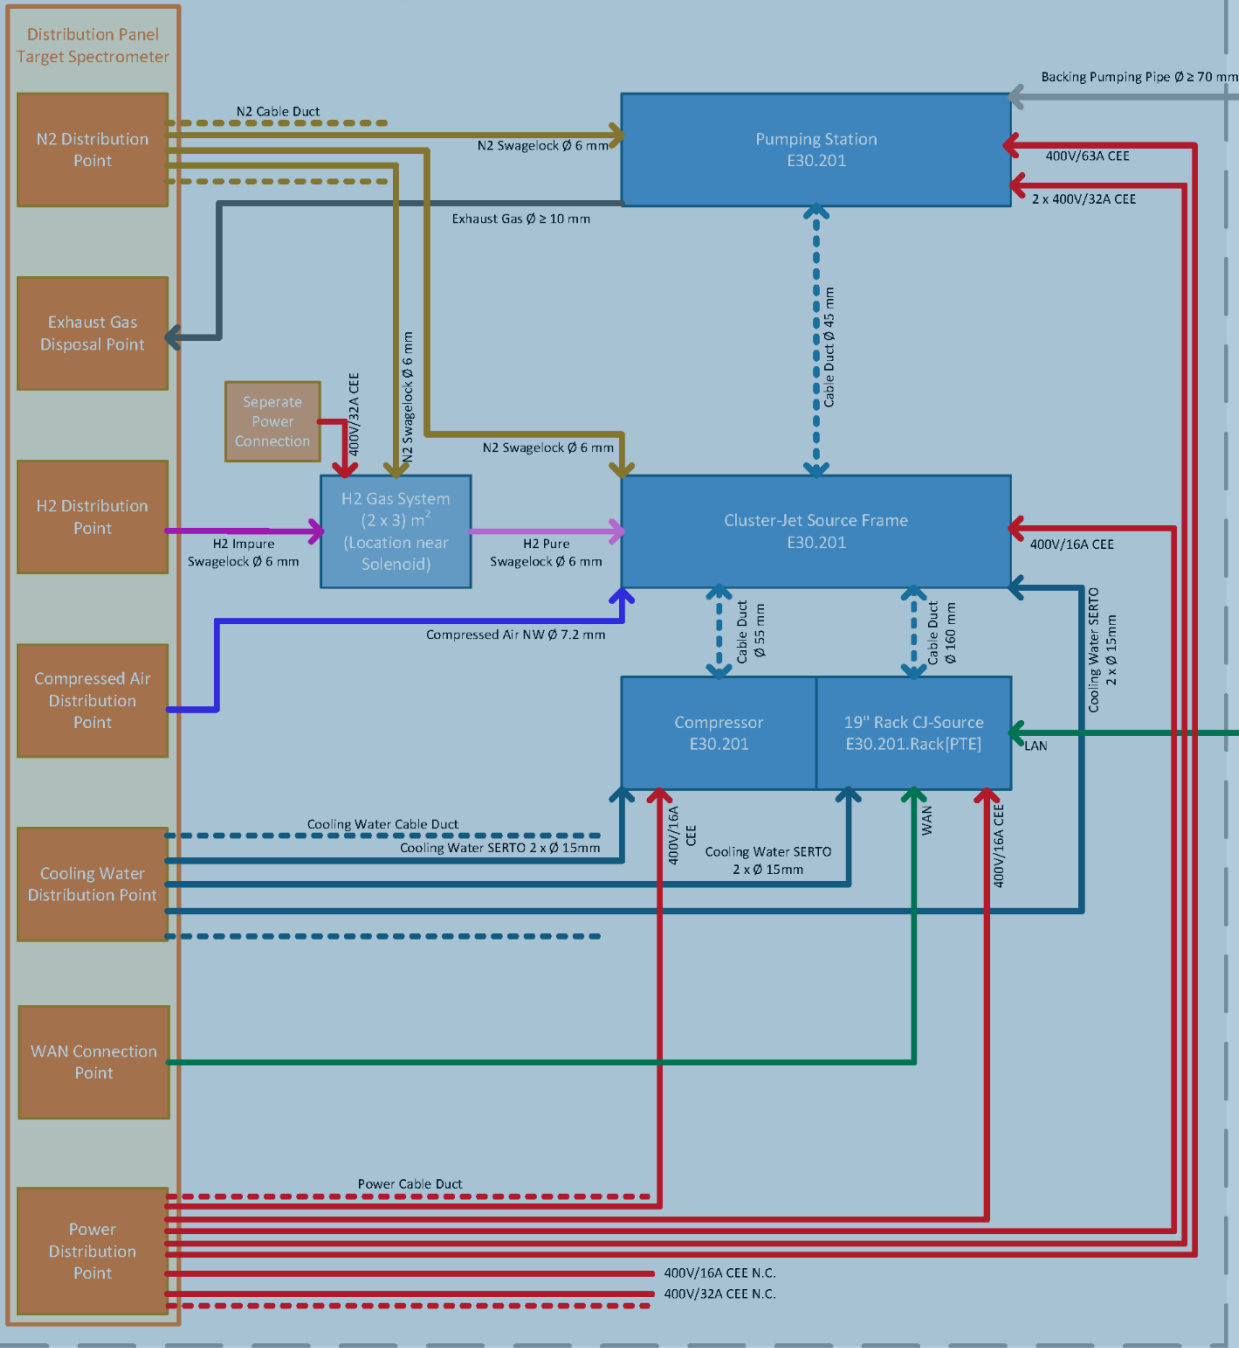 Distribution Panel
Target Spectrometer
N2 Distribution
Point
N2 Cable Duct
N2 Swagelock Ø 6 mm
Pumping Station
E30.201
Backing Pumping Pipe Ø ≥ 70 mm
400V/63A CEE
2 x 400V/32A CEE
Exhaust Gas Ø ≥ 10 mm
Exhaust Gas
Disposal Point
Cable Duct Ø 45 mm
Seperate
Power
Connection
400V/32A CEE
N2 Swagelock Ø 6 mm
N2 Swagelock Ø 6 mm
H2 Distribution
Point
H2 Impure
Swagelock Ø 6 mm
H2 Gas System
(2 x 3) m²
(Location near
Solenoid)
H2 Pure
Swagelock Ø 6 mm
Cluster-Jet Source Frame
E30.201
400V/16A CEE
Compressed Air NW Ø 7.2 mm
Cable Duct
Ø 55 mm
Cable Duct
Ø 160 mm
Cooling Water SERTO
2 x Ø 15mm
Compressed Air
Distribution
Point
Compressor
E30.201
19" Rack CJ-Source
E30.201.Rack[PTE]
LAN
Cooling Water Cable Duct
Cooling Water SERTO 2 x Ø 15mm
400V/16A
CEE
Cooling Water SERTO
2 x Ø 15mm
WAN
400V/16A CEE
Cooling Water
Distribution Point
WAN Connection
Point
Power Cable Duct
Power
Distribution
Point
400V/16A CEE N.C.
400V/32A CEE N.C.